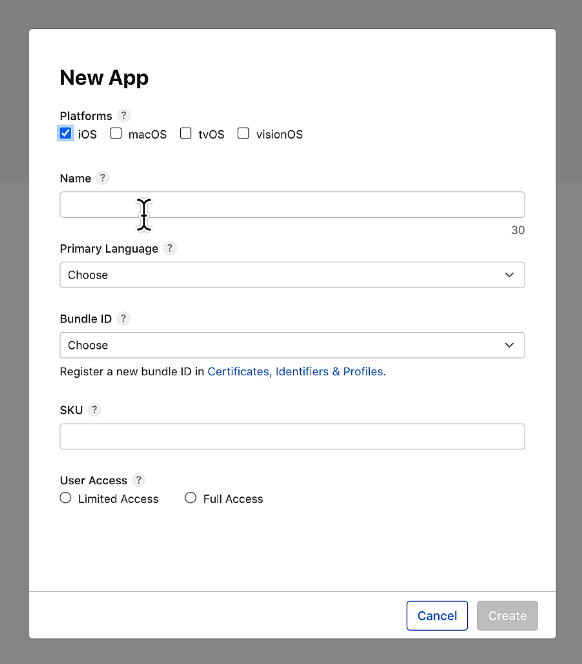 New App
Platforms ?
iOS macOS tvOS visionOS
Name ?
30
Primary Language ?
Choose
Bundle ID ?
Choose
Register a new bundle ID in Certificates, Identifiers & Profiles.
SKU ?
User Access ?
Limited Access Full Access
Cancel Create